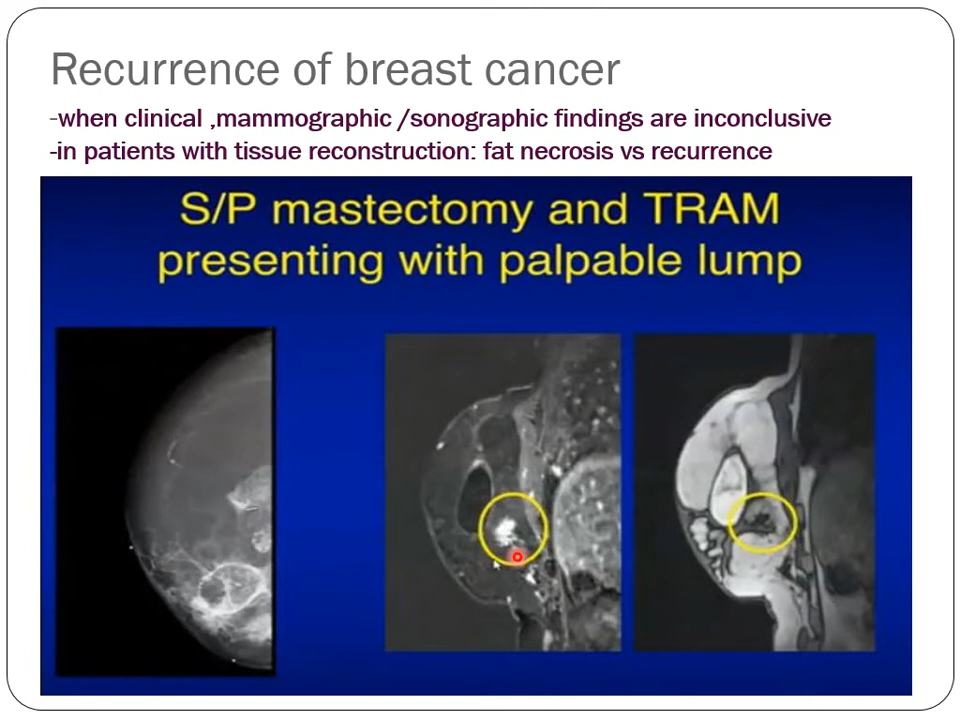 Recurrence of breast cancer
-when clinical ,mammographic /sonographic findings are inconclusive
-in patients with tissue reconstruction: fat necrosis vs recurrence
S/P mastectomy and TRAM
presenting with palpable lump